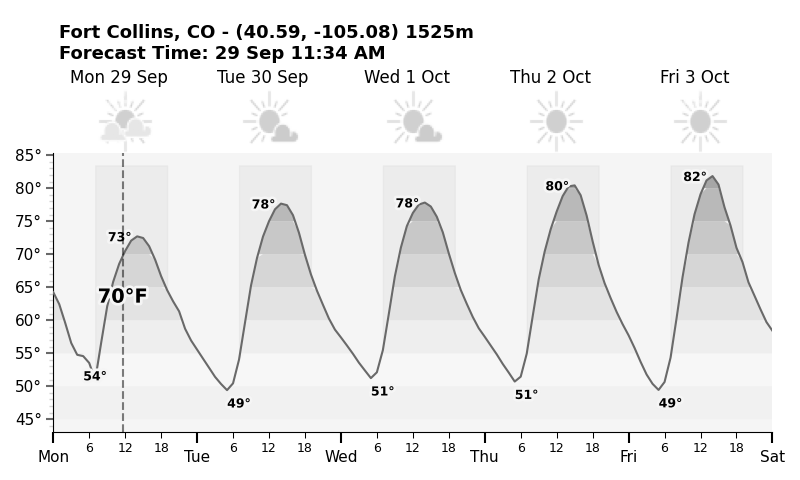 Fort Collins, CO - (40.59, -105.08) 1525m
Forecast Time: 29 Sep 11:34 AM
Mon 29 Sep Tue 30 Sep Wed 1 Oct Thu 2 Oct Fri 3 Oct
85°
80°
75°
70°
65°
60°
55°
50°
45°
73° 78° 78° 80° 82°
70°F
54° 49° 51° 51° 49°
6 12 18 6 12 18 6 12 18 6 12 18 6 12 18
Mon Tue Wed Thu Fri Sat